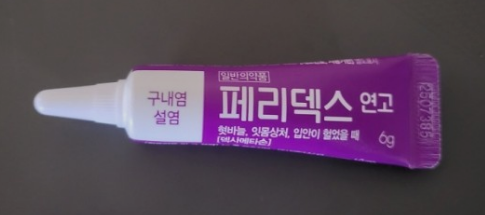 구내염
설염
일반의약품
페리덱스 연고
혓바늘, 잇몸상처, 입안이 헐었을 때
[덱사메타손]
6g